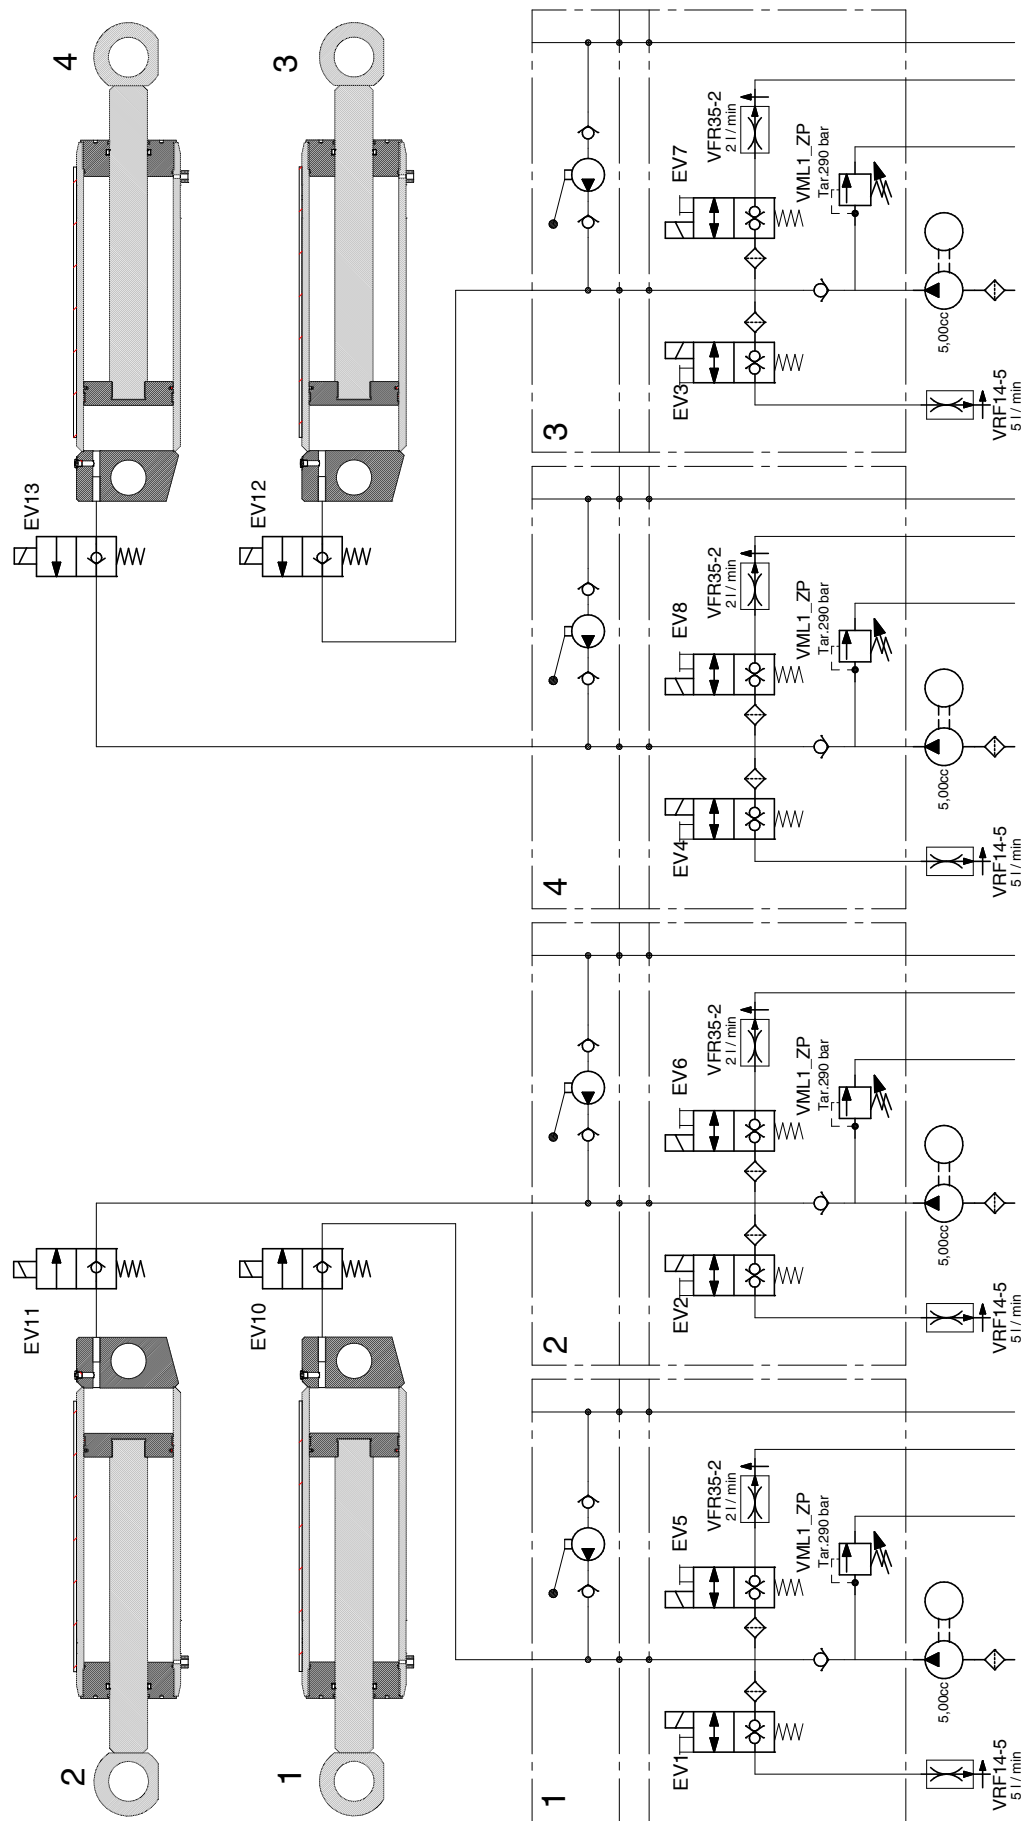 4
3
EV13
EV12
EV7
VFR35-2
2 l / min
VML1_ZP
Tar.290 bar
EV3
5,00cc
VRF14-5
5 l / min
3
EV8
VFR35-2
2 l / min
VML1_ZP
Tar.290 bar
EV4
5,00cc
VRF14-5
5 l / min
4
EV11
EV10
EV6
VFR35-2
2 l / min
VML1_ZP
Tar.290 bar
EV2
5,00cc
VRF14-5
5 l / min
2
EV5
VFR35-2
2 l / min
VML1_ZP
Tar.290 bar
EV1
5,00cc
VRF14-5
5 l / min
1
2
1